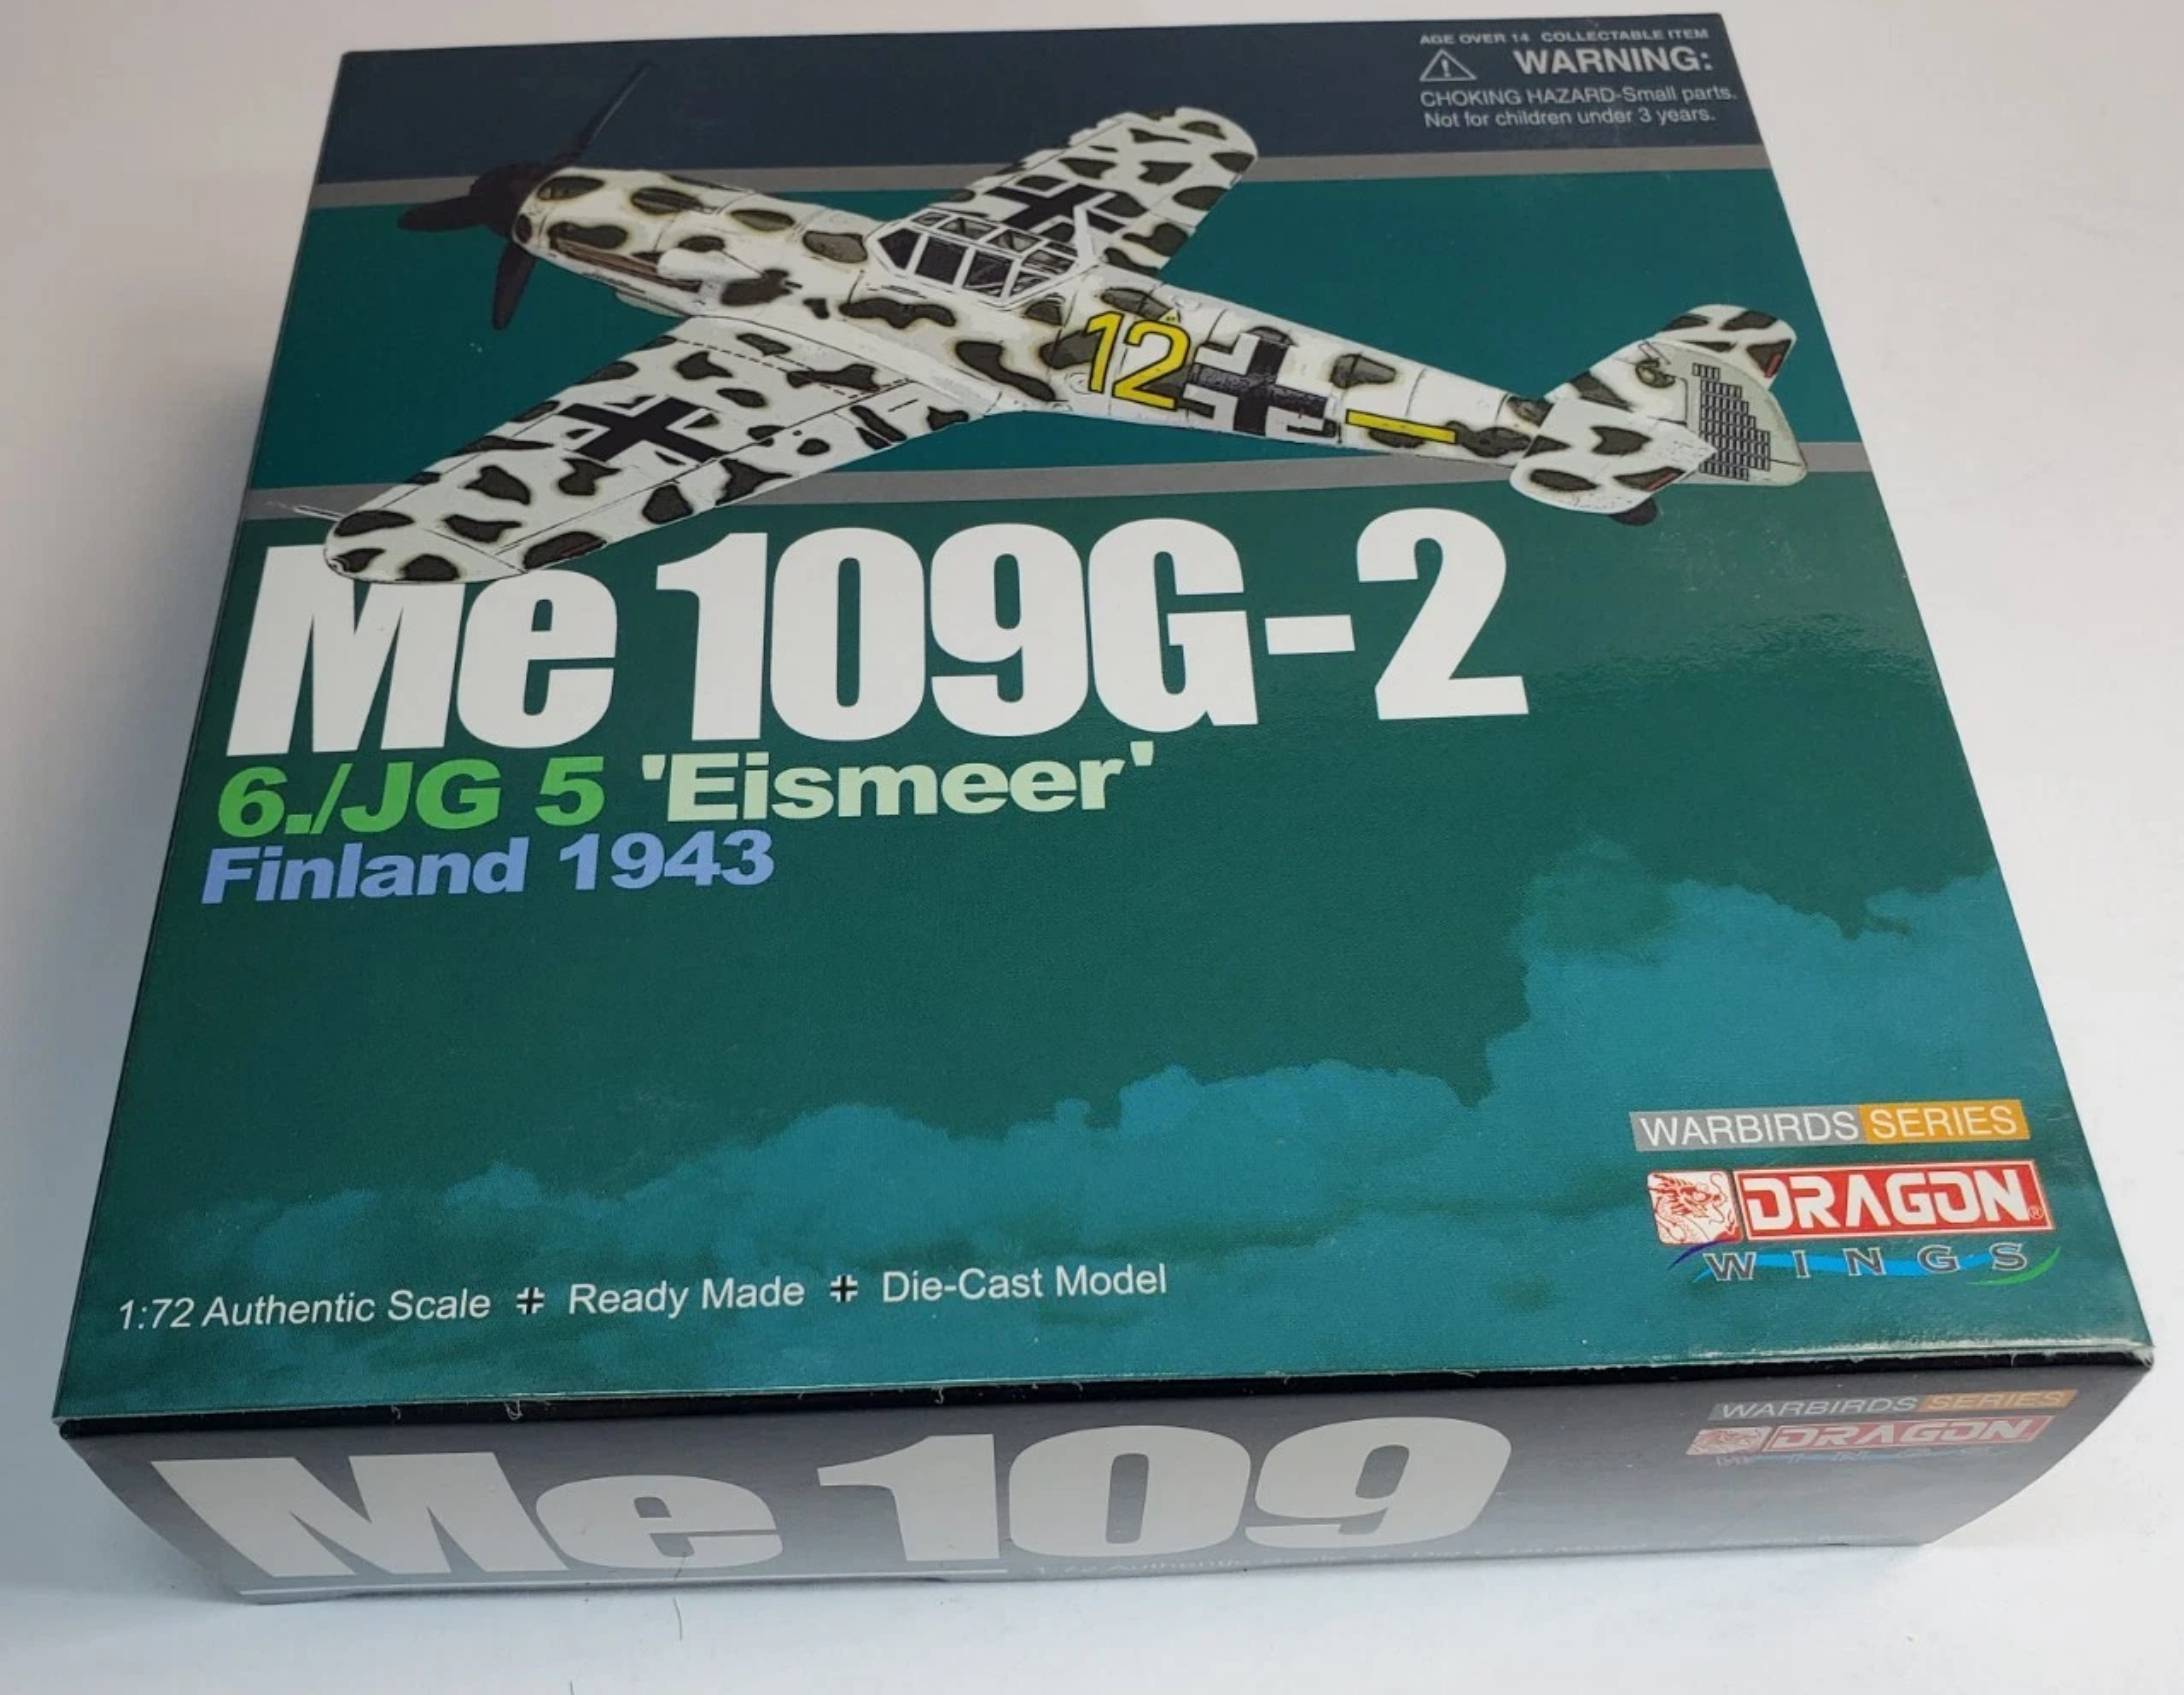 AGE OVER 14 COLLECTABLE ITEM
WARNING:
CHOKING HAZARD-Small parts.
Not for children under 3 years.
12
Me 109G-2
6./JG 5 'Eismeer'
Finland 1943
WARBIRDS SERIES
DRAGON®
WINGS
1:72 Authentic Scale Ready Made Die-Cast Model
WARBIRDS SERIES
DRAGON
Me 109